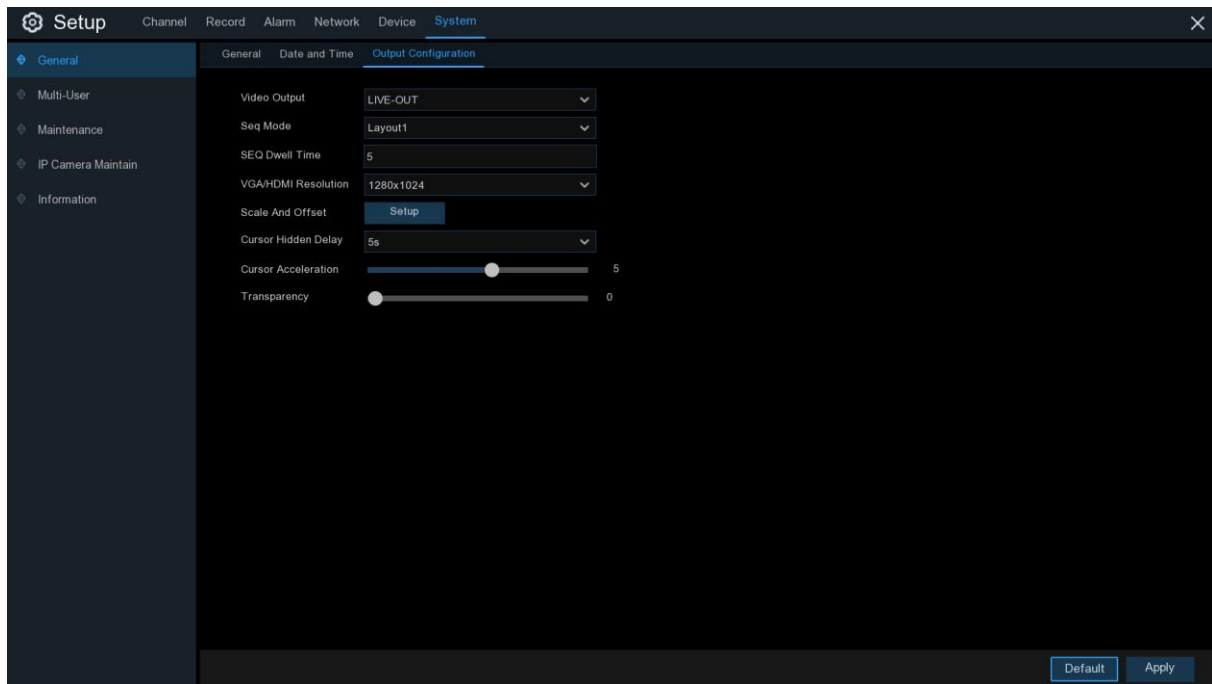 Setup Channel Record Alarm Network Device System
General Date and Time Output Configuration
General
Multi-User
Maintenance
IP Camera Maintain
Information
Video Output LIVE-OUT
Seq Mode Layout1
SEQ Dwell Time 5
VGA/HDMI Resolution 1280x1024
Scale And Offset Setup
Cursor Hidden Delay 5s
Cursor Acceleration 5
Transparency 0
Default Apply